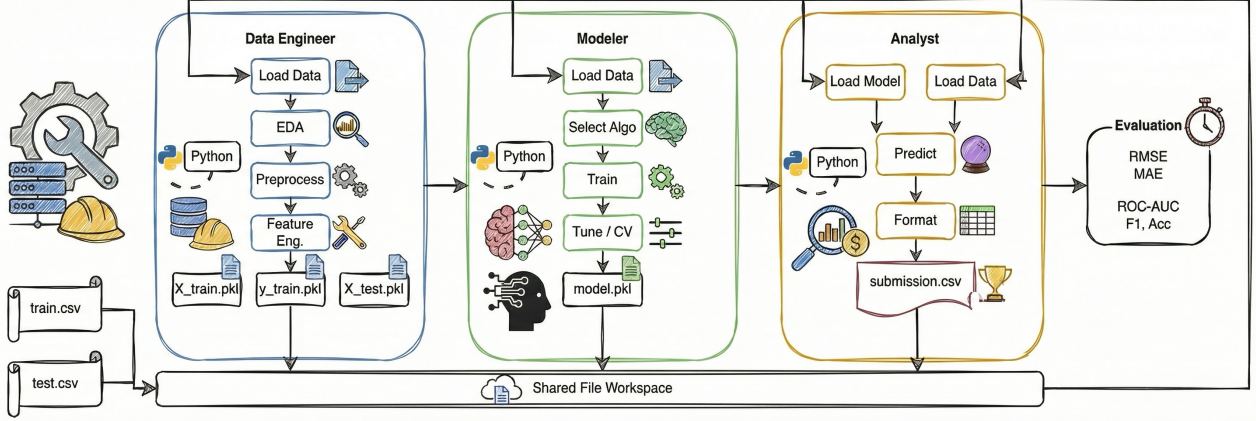 Data Engineer
Load Data
EDA
Python
Preprocess
Feature
Eng.
X_train.pkl
y_train.pkl
X_test.pkl
Modeler
Load Data
Select Algo
Python
Train
Tune / CV
model.pkl
Analyst
Load Model
Load Data
Python
Predict
Format
$
submission.csv
Evaluation
RMSE
MAE
ROC-AUC
F1, Acc
train.csv
test.csv
Shared File Workspace